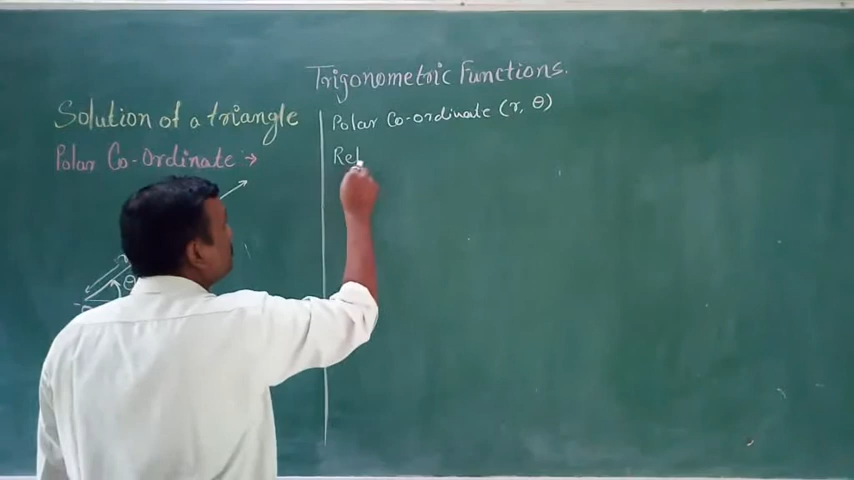 Trigonometric Functions.
Solution of a triangle
Polar Co-Ordinate →
θ
Polar Co-ordinate (r, θ)
Rel